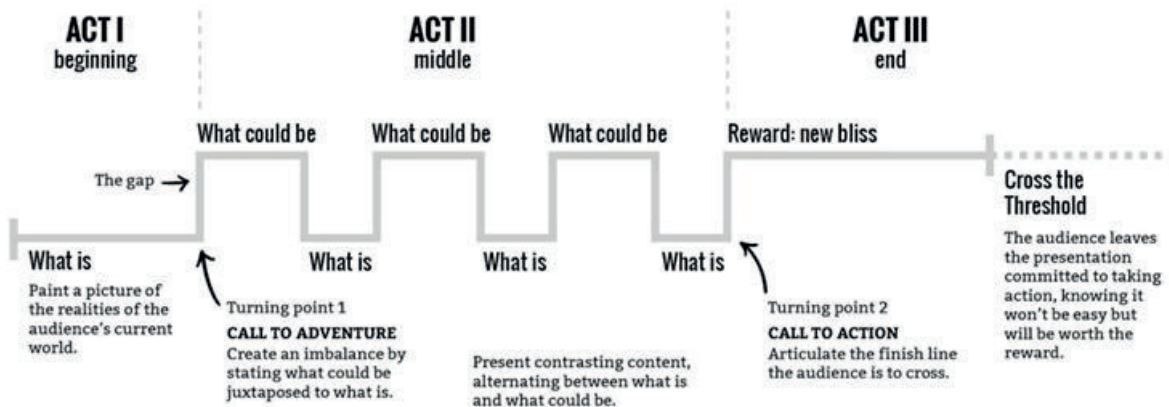 ACT I
beginning
ACT II
middle
ACT III
end
What could be
What could be
What could be
Reward: new bliss
The gap
Cross the
Threshold
The audience leaves
the presentation
committed to taking
action, knowing it
won't be easy but
will be worth the
reward.
What is
Paint a picture of
the realities of the
audience's current
world.
What is
What is
What is
Turning point 1
CALL TO ADVENTURE
Create an imbalance by
stating what could be
juxtaposed to what is.
Present contrasting content,
alternating between what is
and what could be.
Turning point 2
CALL TO ACTION
Articulate the finish line
the audience is to cross.